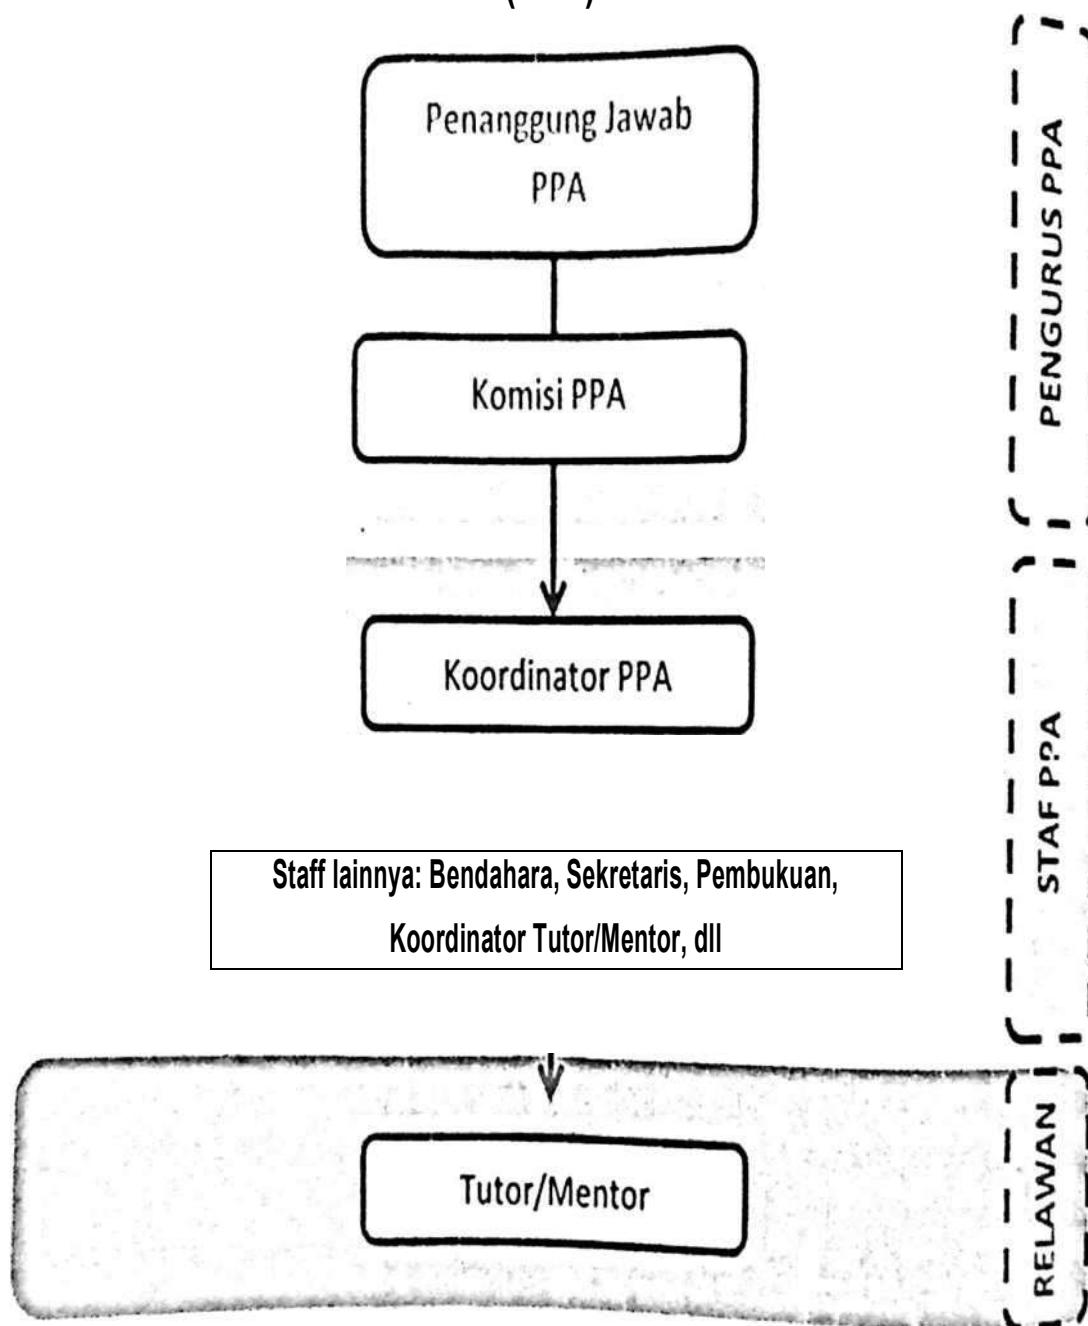 Penanggung Jawab
PPA
Komisi PPA
Koordinator PPA
Staff lainnya: Bendahara, Sekretaris, Pembukuan,
Koordinator Tutor/Mentor, dll
Tutor/Mentor
PENGURUS PPA
STAF PPA
RELAWAN